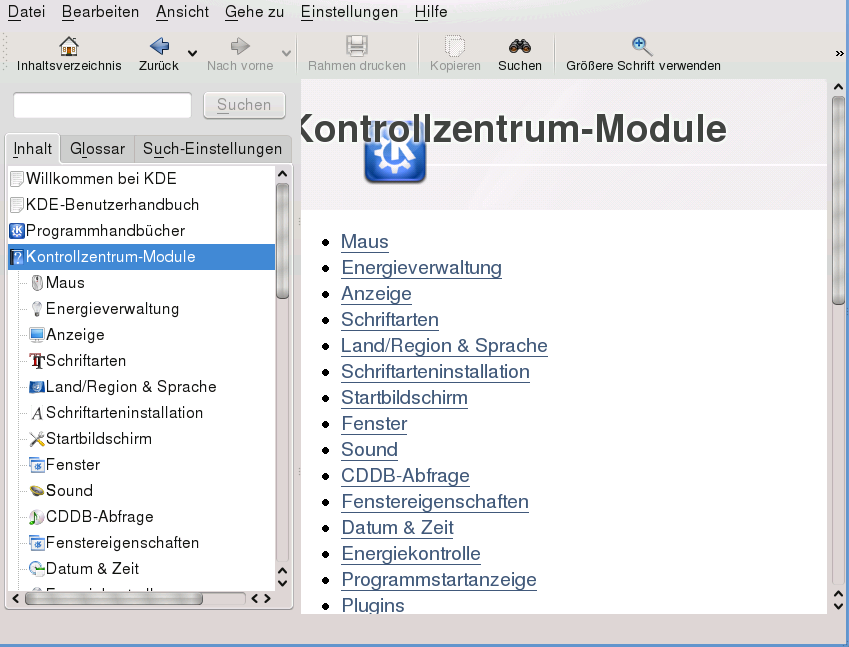 Datei Bearbeiten Ansicht Gehe zu Einstellungen Hilfe
Inhaltsverzeichnis Zurück Nach vorne Rahmen drucken Kopieren Suchen Größere Schrift verwenden »
Suchen
Inhalt Glossar Such-Einstellungen
Willkommen bei KDE
KDE-Benutzerhandbuch
Programmhandbücher
Kontrollzentrum-Module
Maus
Energieverwaltung
Anzeige
Schriftarten
Land/Region & Sprache
Schriftarteninstallation
Startbildschirm
Fenster
Sound
CDDB-Abfrage
Fenstereigenschaften
Datum & Zeit
Kontrollzentrum-Module
Maus
Energieverwaltung
Anzeige
Schriftarten
Land/Region & Sprache
Schriftarteninstallation
Startbildschirm
Fenster
Sound
CDDB-Abfrage
Fenstereigenschaften
Datum & Zeit
Energiekontrolle
Programmstartanzeige
Plugins